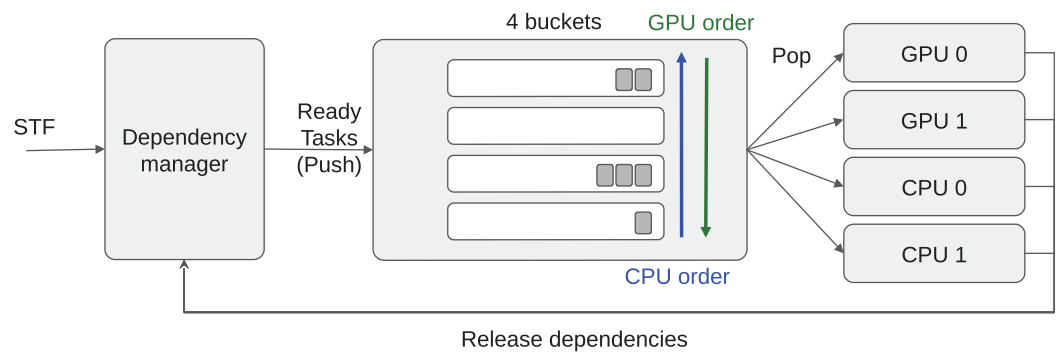 4 buckets
GPU order
STF
Dependency
manager
Ready
Tasks
(Push)
Pop
GPU 0
GPU 1
CPU 0
CPU 1
CPU order
Release dependencies